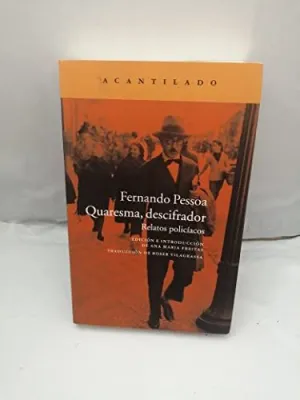 ACANTILADO
Fernando Pessoa
Quaresma, descifrador
Relatos policíacos
EDICIÓN E INTRODUCCIÓN
DE ANA MARIA FREITAS
TRADUCCIÓN DE ROSER VILAGRASSA